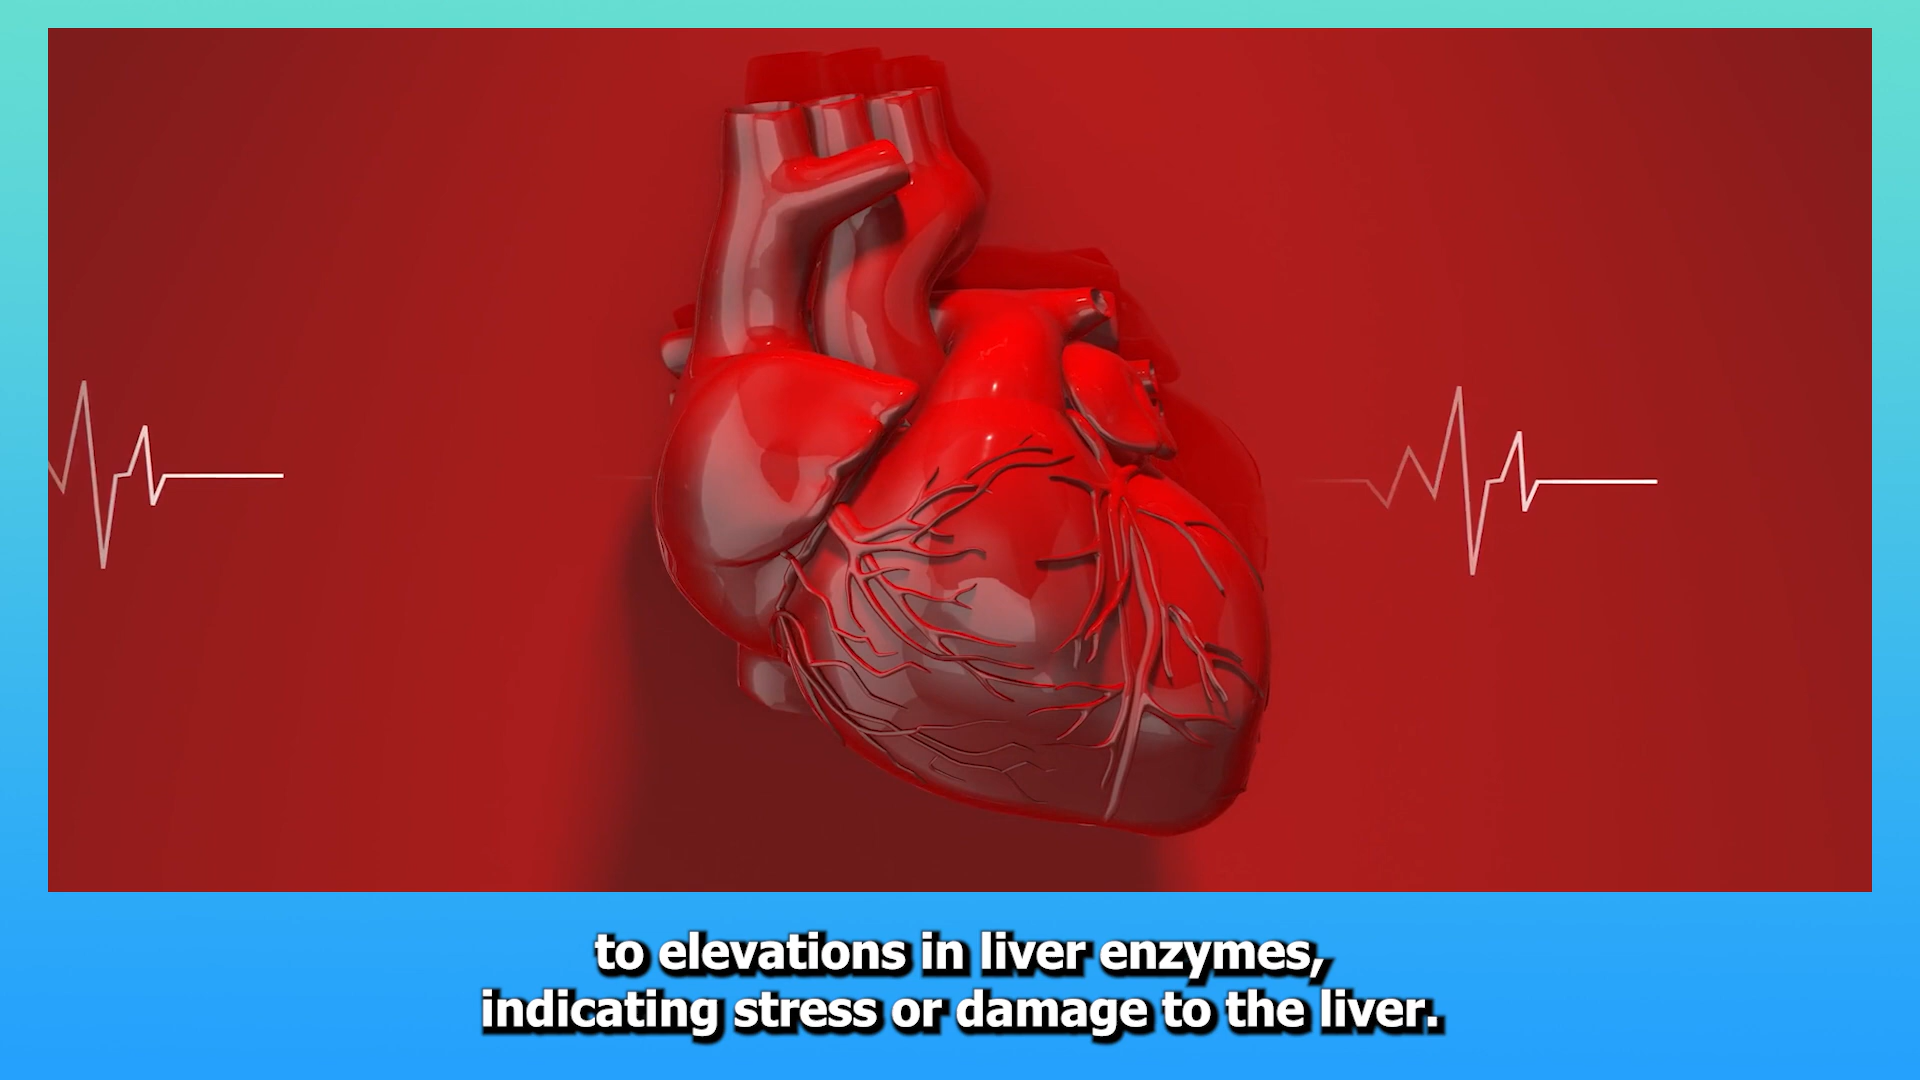 to elevations in liver enzymes,
indicating stress or damage to the liver.